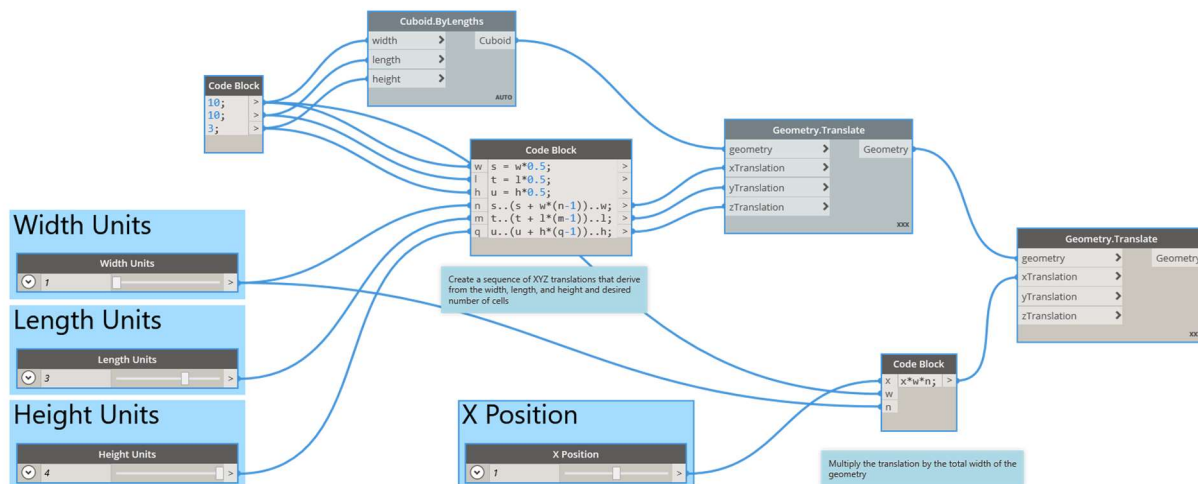 Cuboid.ByLengths
width > Cuboid
length >
height >
AUTO
Code Block
10; >
10; >
3; >
Code Block
w s = w*0.5; >
l t = l*0.5; >
h u = h*0.5; >
n s..(s + w*(n-1))..w; >
m t..(t + l*(m-1))..l; >
q u..(u + h*(q-1))..h; >
Create a sequence of XYZ translations that derive
from the width, length, and height and desired
number of cells
Geometry.Translate
geometry > Geometry
xTranslation >
yTranslation >
zTranslation >
xxx
Geometry.Translate
geometry > Geometry
xTranslation >
yTranslation >
zTranslation >
xx
Width Units
Width Units
1 >
Length Units
Length Units
3 >
Height Units
Height Units
4 >
X Position
X Position
1 >
Code Block
x x*w*n; >
w
n
Multiply the translation by the total width of the
geometry